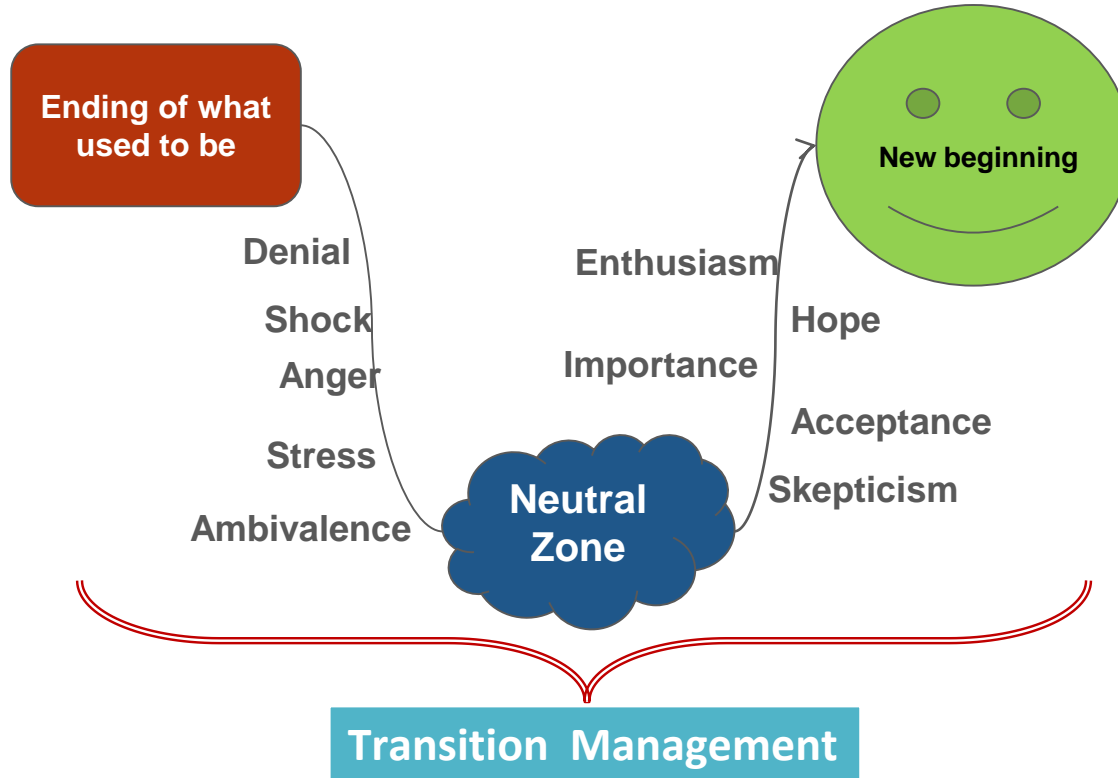 Ending of what
used to be
New beginning
Denial
Shock
Anger
Stress
Ambivalence
Neutral
Zone
Enthusiasm
Hope
Importance
Acceptance
Skepticism
Transition Management